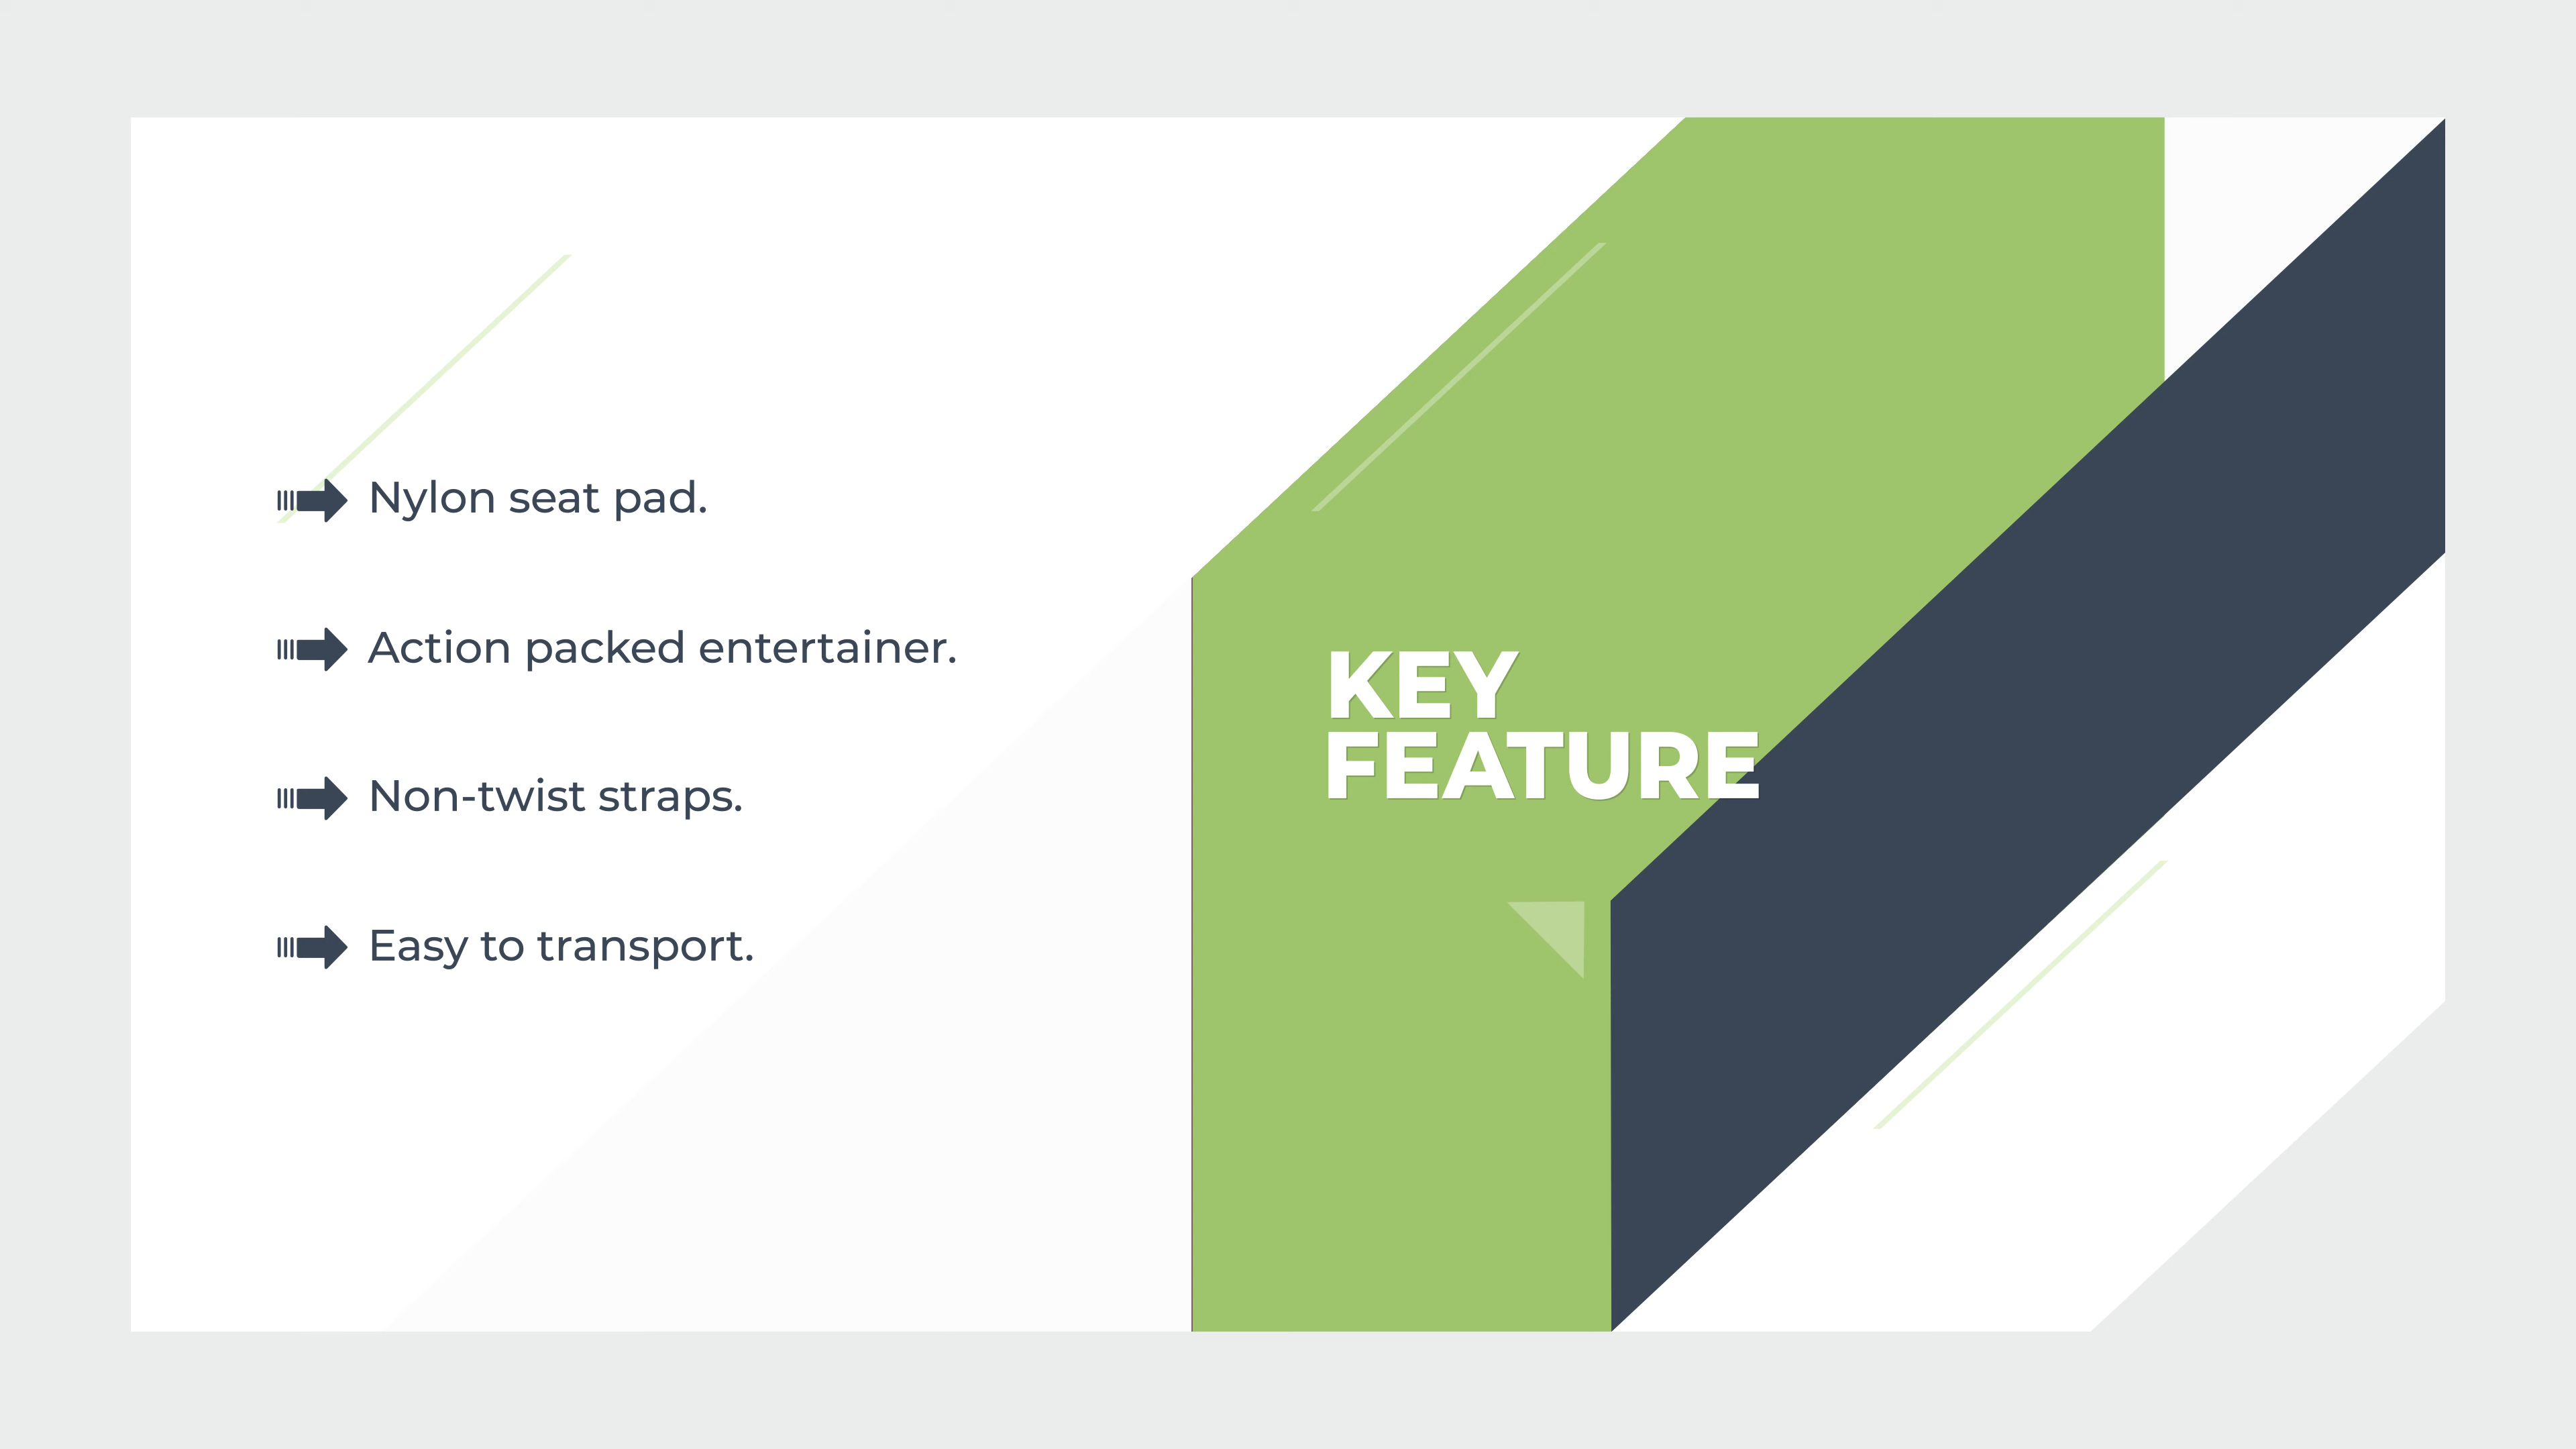 Nylon seat pad.
Action packed entertainer.
Non-twist straps.
Easy to transport.
KEY
FEATURE